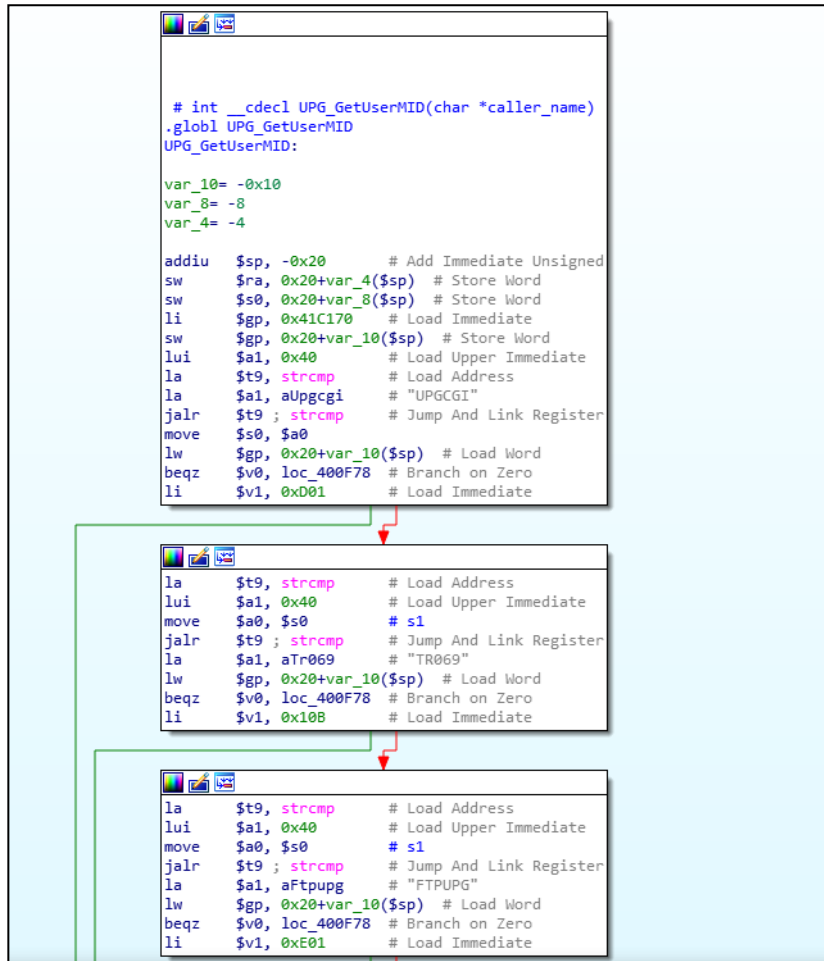 # int __cdecl UPG_GetUserMID(char *caller_name)
.globl UPG_GetUserMID
UPG_GetUserMID:
var_10= -0x10
var_8= -8
var_4= -4
addiu $sp, -0x20 # Add Immediate Unsigned
sw $ra, 0x20+var_4($sp) # Store Word
sw $s0, 0x20+var_8($sp) # Store Word
li $gp, 0x41C170 # Load Immediate
sw $gp, 0x20+var_10($sp) # Store Word
lui $a1, 0x40 # Load Upper Immediate
la $t9, strcmp # Load Address
la $a1, aUpgcgi # "UPGCGI"
jalr $t9 ; strcmp # Jump And Link Register
move $s0, $a0
lw $gp, 0x20+var_10($sp) # Load Word
beqz $v0, loc_400F78 # Branch on Zero
li $v1, 0xD01 # Load Immediate
la $t9, strcmp # Load Address
lui $a1, 0x40 # Load Upper Immediate
move $a0, $s0 # s1
jalr $t9 ; strcmp # Jump And Link Register
la $a1, aTr069 # "TR069"
lw $gp, 0x20+var_10($sp) # Load Word
beqz $v0, loc_400F78 # Branch on Zero
li $v1, 0x10B # Load Immediate
la $t9, strcmp # Load Address
lui $a1, 0x40 # Load Upper Immediate
move $a0, $s0 # s1
jalr $t9 ; strcmp # Jump And Link Register
la $a1, aFtpupg # "FTPUPG"
lw $gp, 0x20+var_10($sp) # Load Word
beqz $v0, loc_400F78 # Branch on Zero
li $v1, 0xE01 # Load Immediate